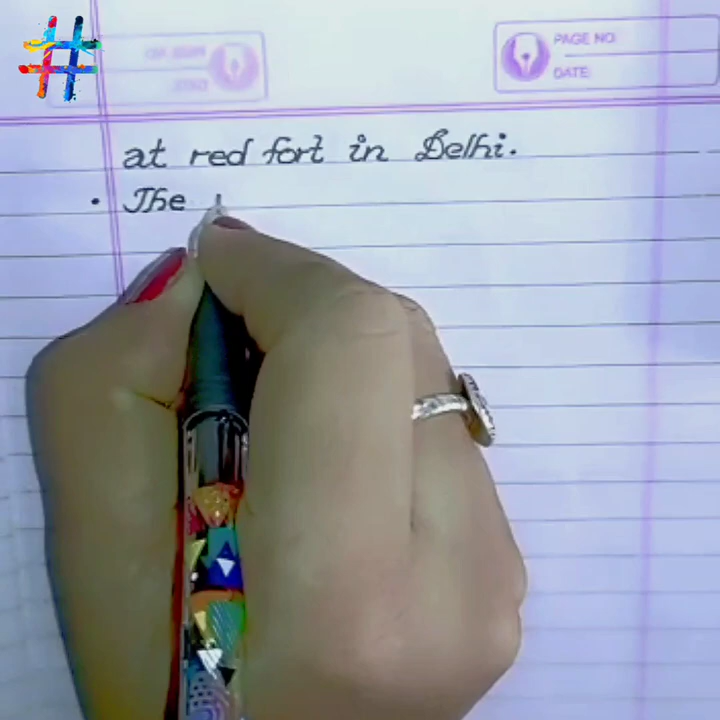 PAGE NO.
DATE:
at red fort in Delhi.
• The